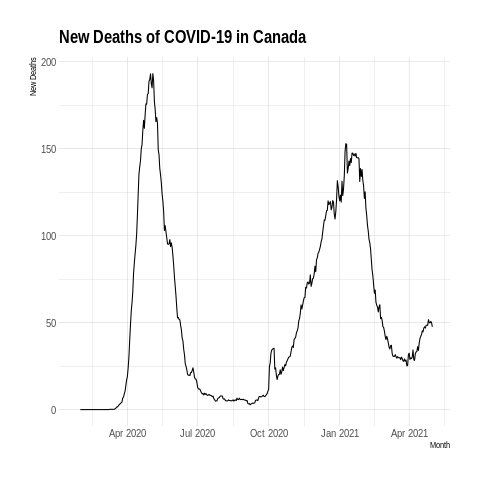 New Deaths of COVID-19 in Canada
New Deaths
200
150
100
50
0
Apr 2020 Jul 2020 Oct 2020 Jan 2021 Apr 2021
Month